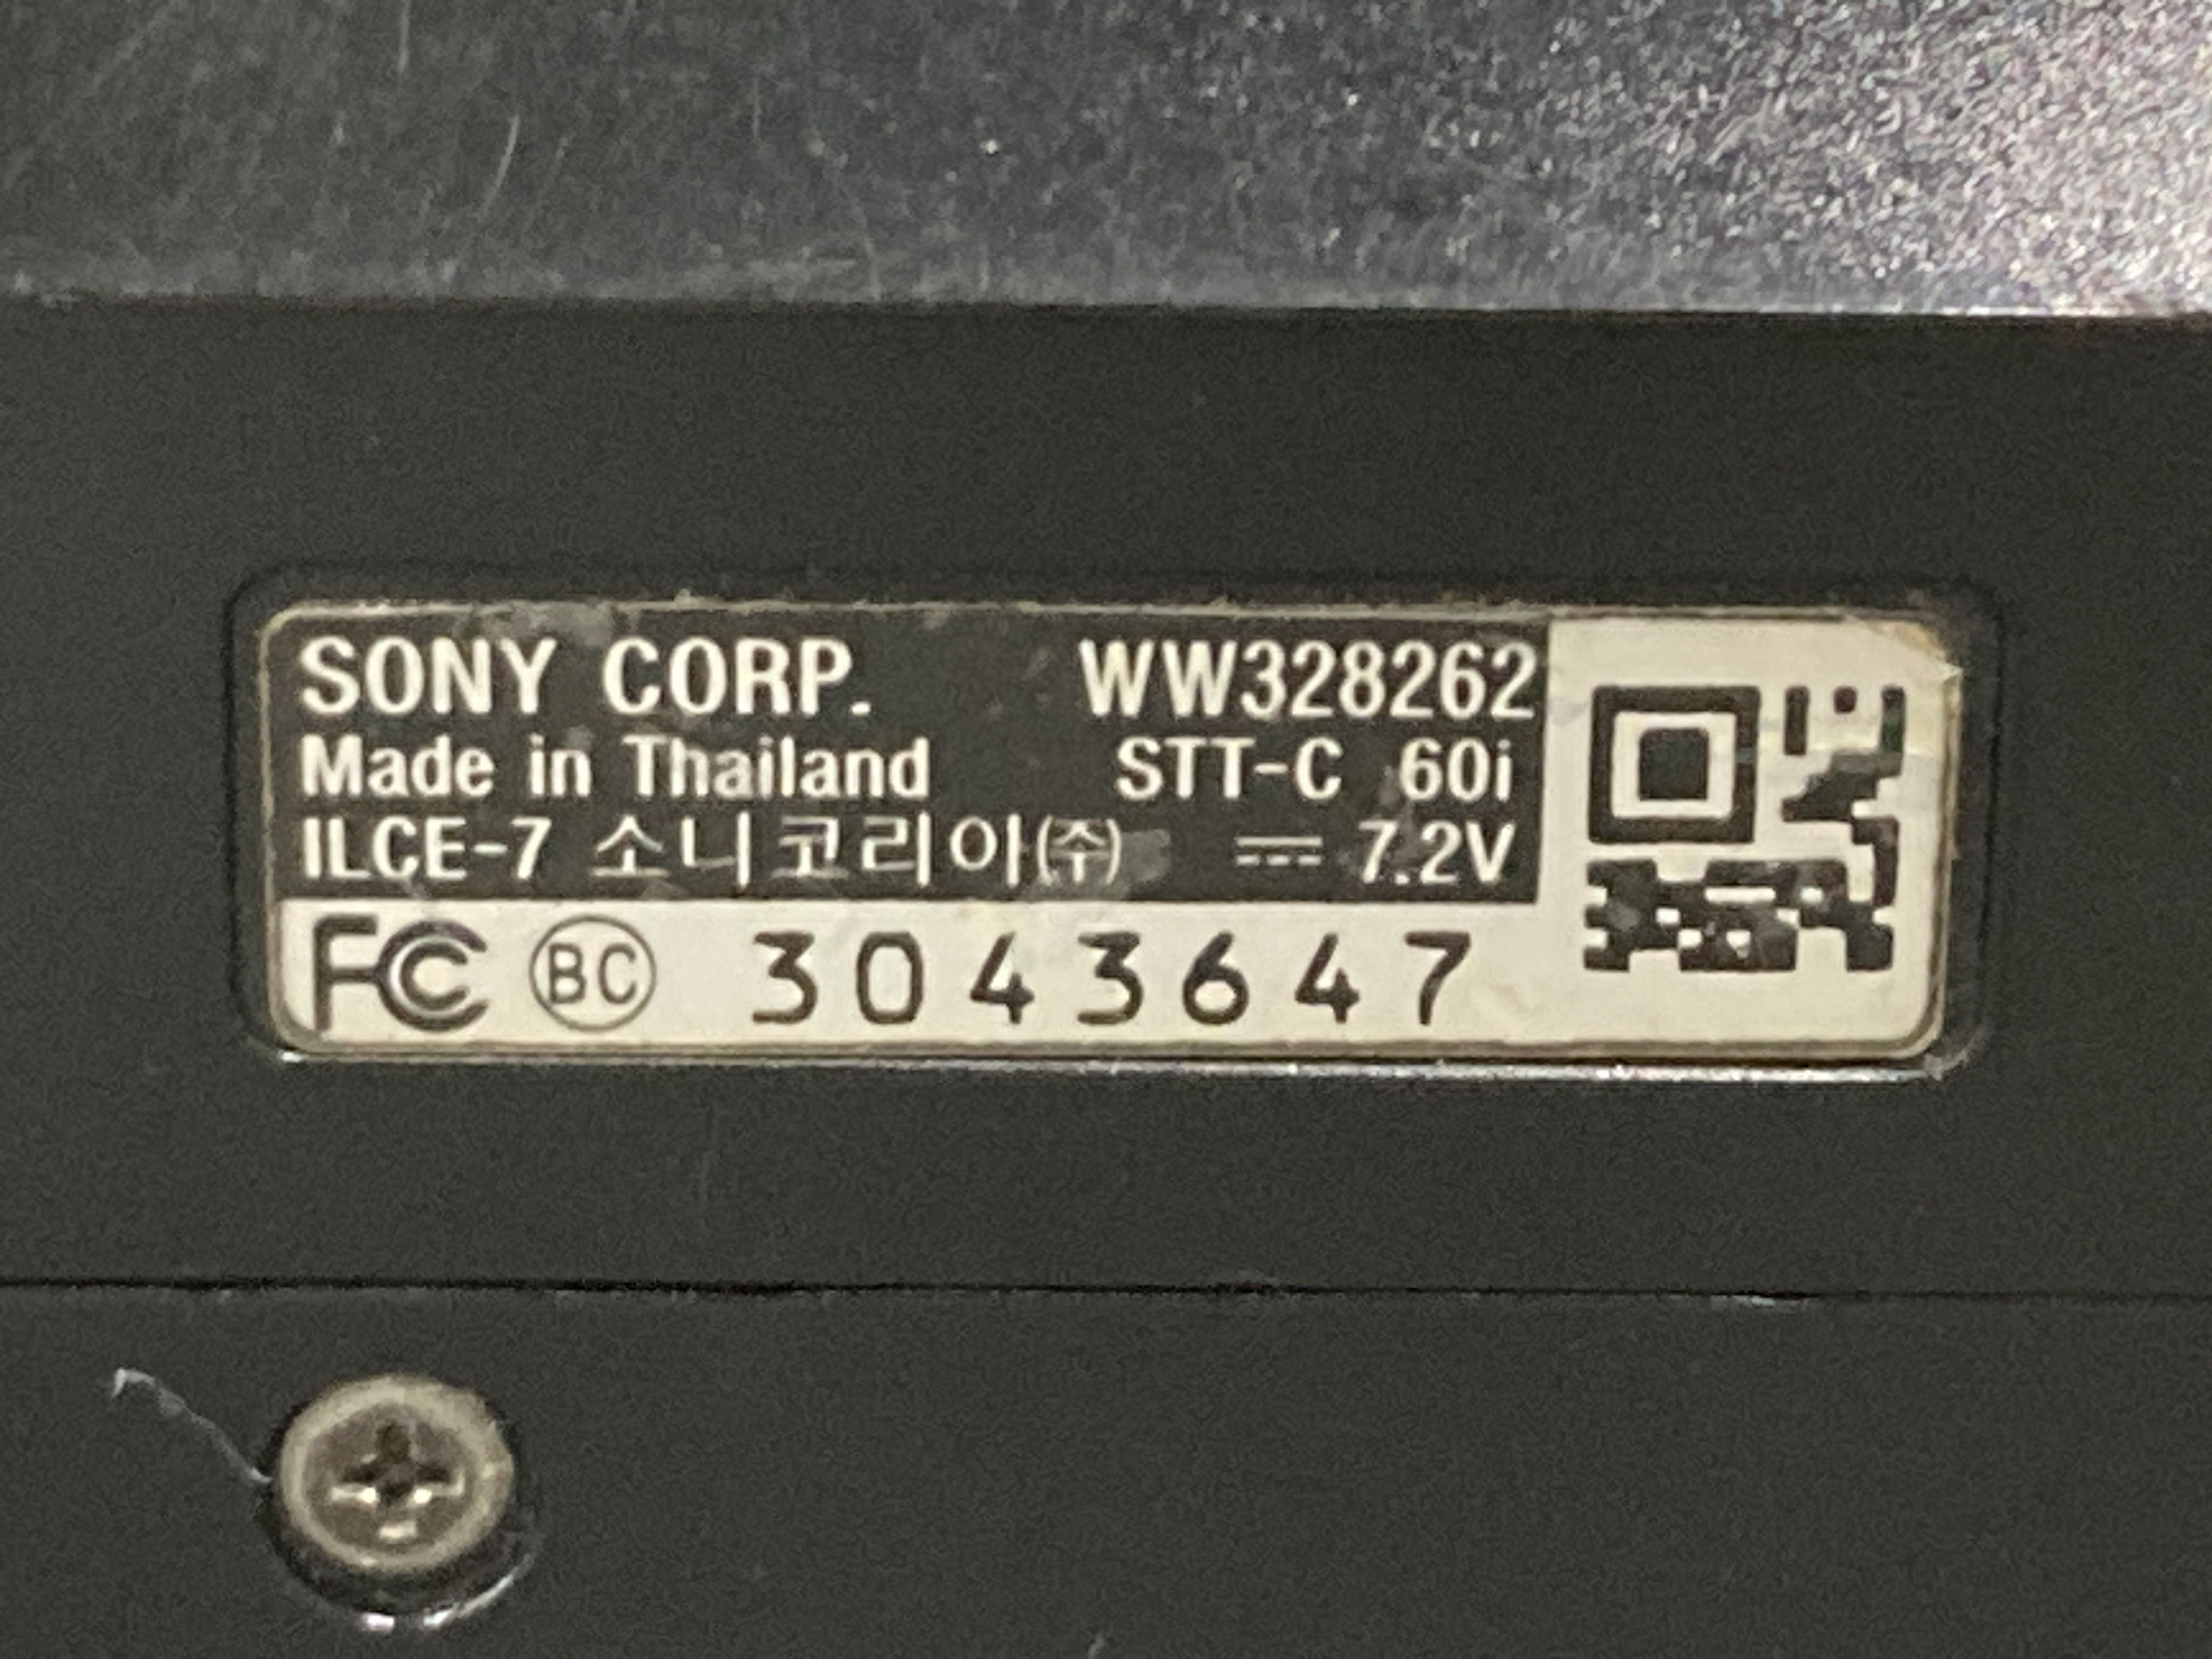 SONY CORP. WW328262
Made in Thailand STT-C 60i
ILCE-7 소니코리아㈜ ⎓ 7.2V
FC BC 3043647